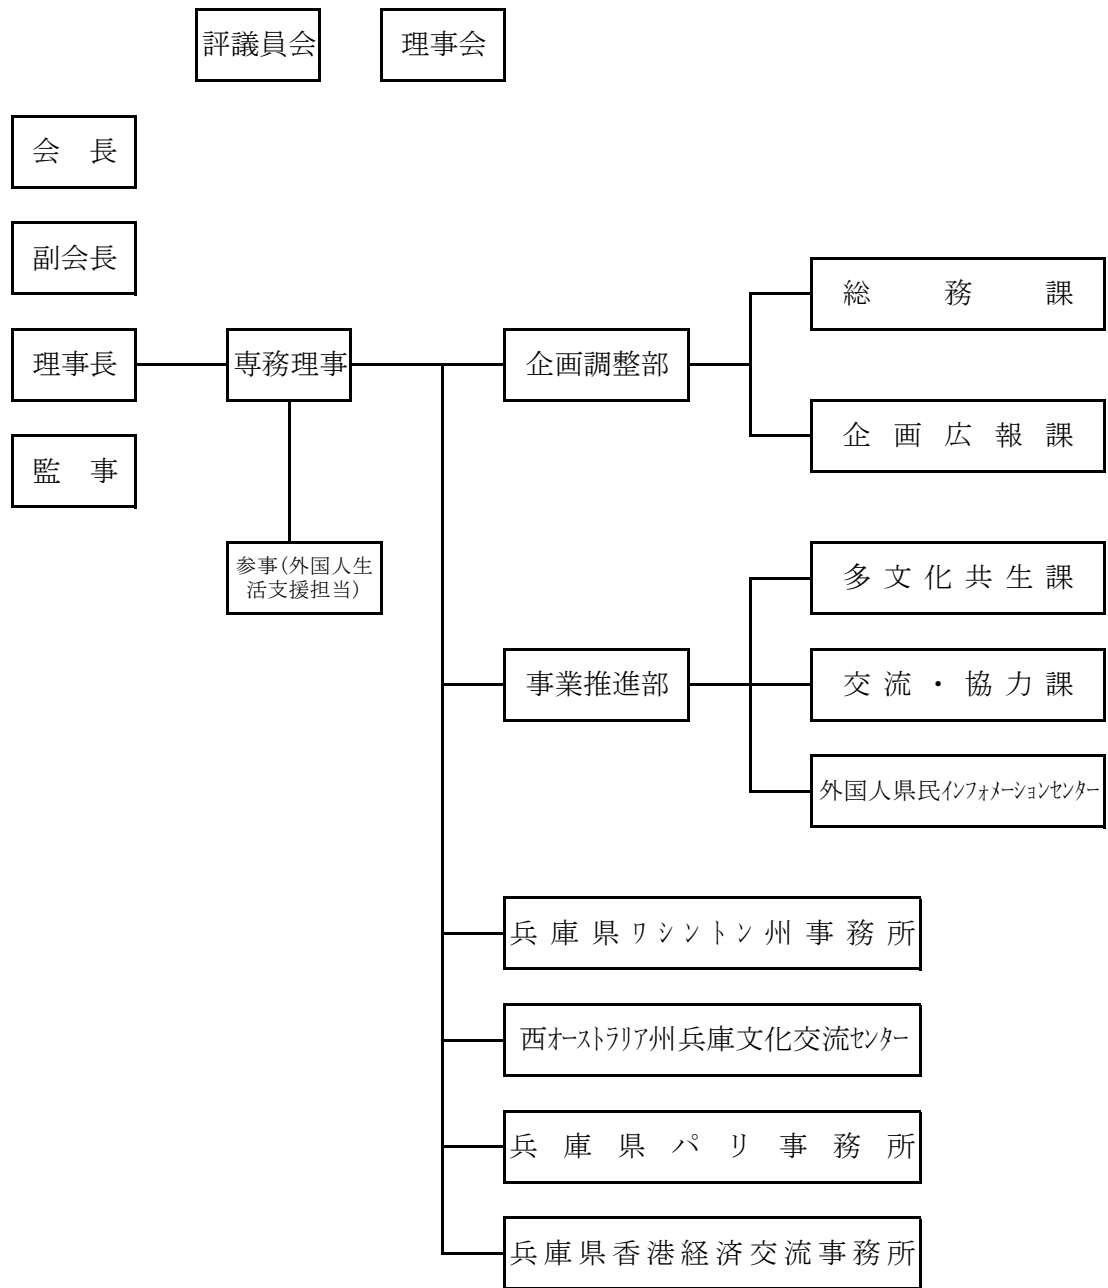 評議員会
理事会
会長
副会長
理事長
監事
専務理事
参事(外国人生
活支援担当)
企画調整部
総務課
企画広報課
事業推進部
多文化共生課
交流・協力課
外国人県民ｲﾝﾌｫﾒｰｼｮﾝｾﾝﾀｰ
兵庫県ﾜｼﾝﾄﾝ州事務所
西ｵｰｽﾄﾗﾘｱ州兵庫文化交流ｾﾝﾀｰ
兵庫県パリ事務所
兵庫県香港経済交流事務所